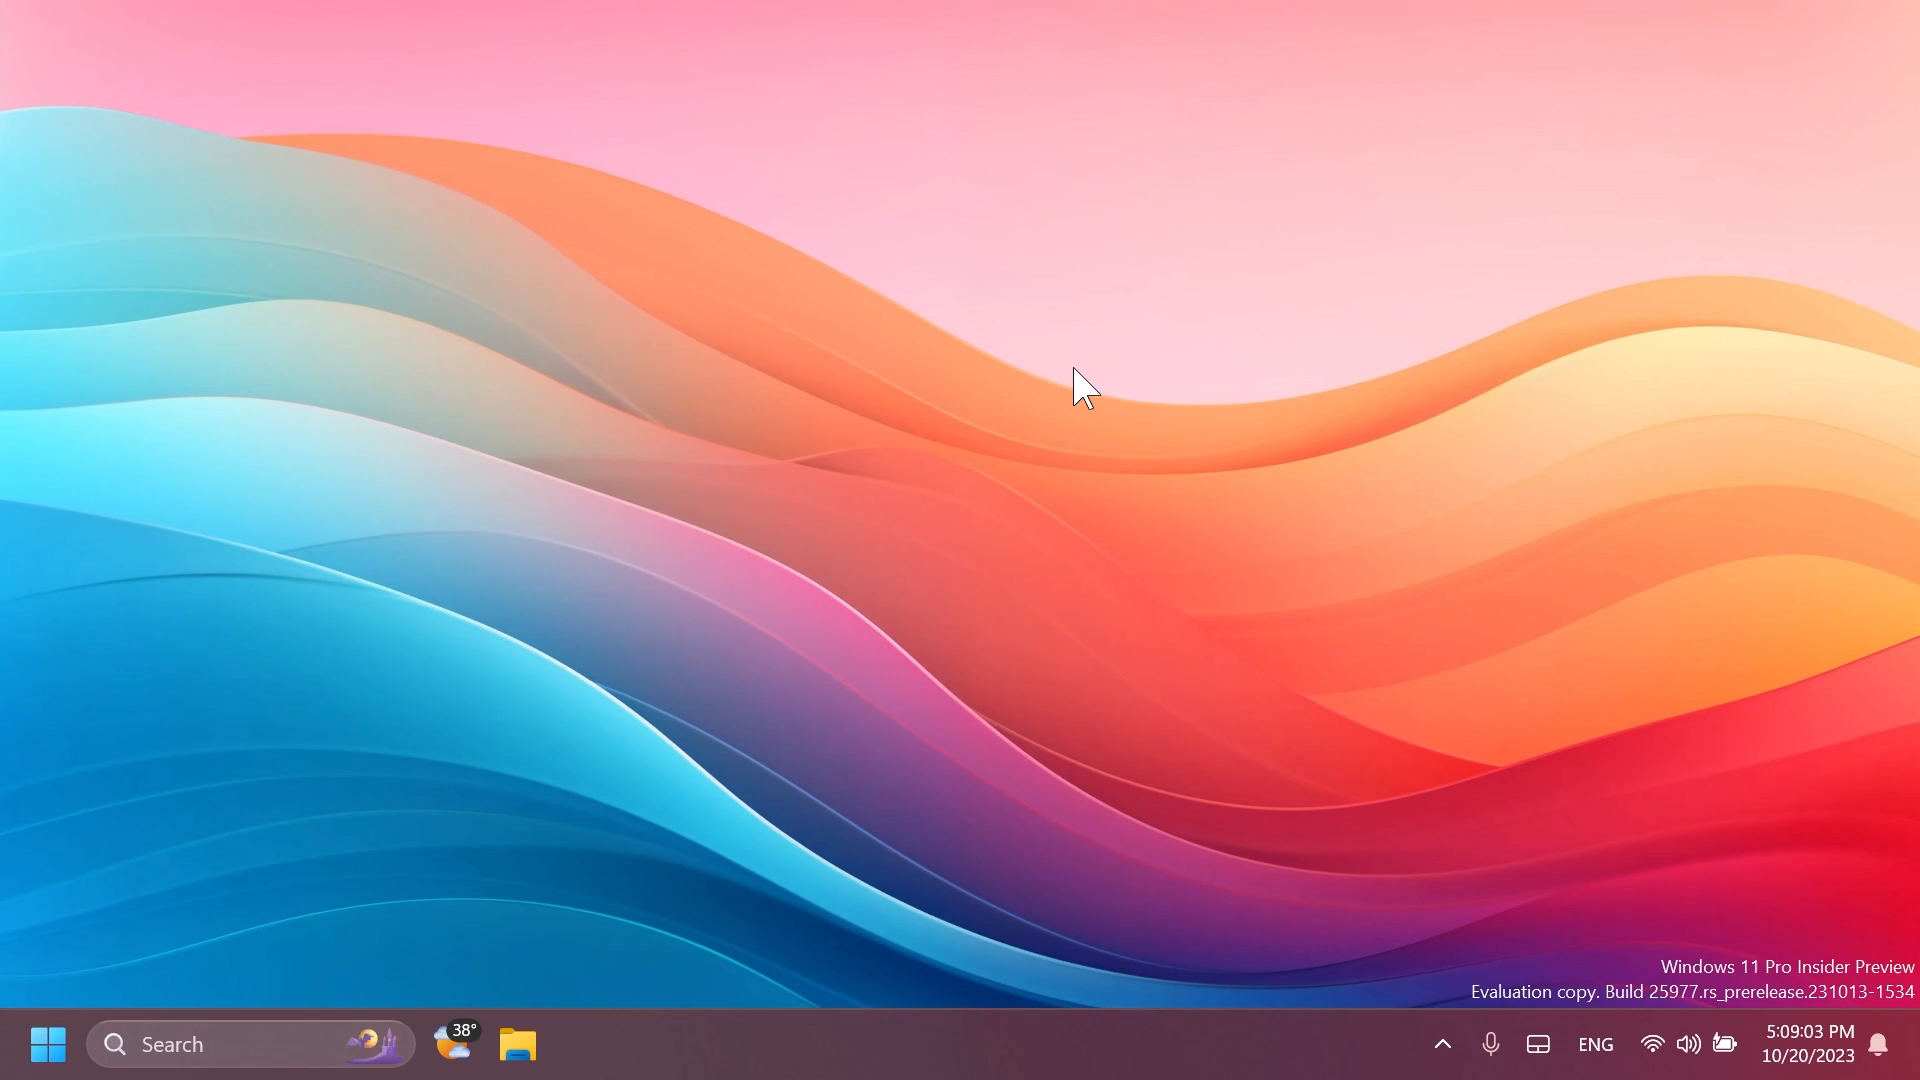 Windows 11 Pro Insider Preview
Evaluation copy. Build 25977.rs_prerelease.231013-1534
Search
38°
ENG
5:09:03 PM
10/20/2023